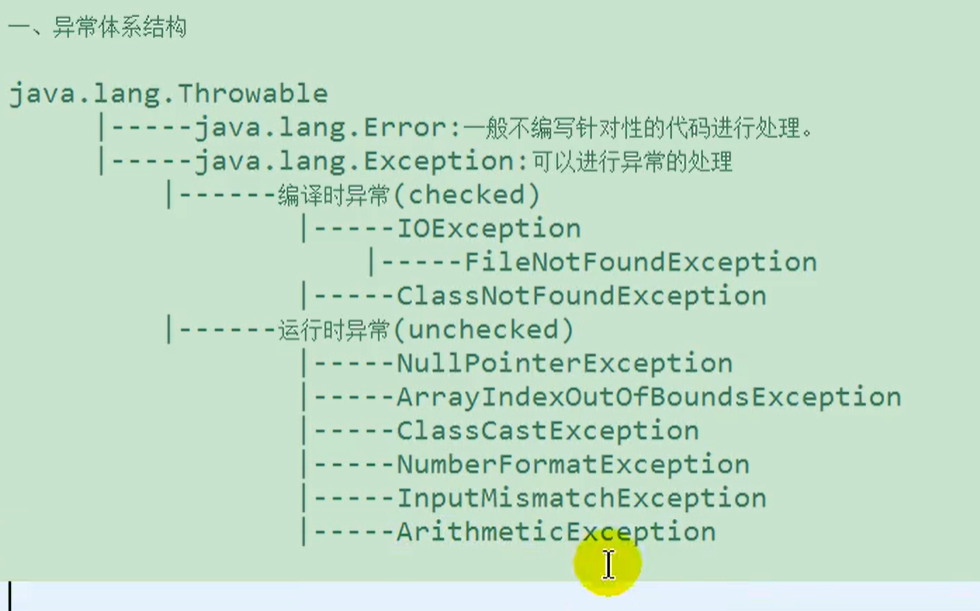 一、异常体系结构
java.lang.Throwable
|-----java.lang.Error:一般不编写针对性的代码进行处理。
|-----java.lang.Exception:可以进行异常的处理
|------编译时异常(checked)
|-----IOException
|-----FileNotFoundException
|-----ClassNotFoundException
|------运行时异常(unchecked)
|-----NullPointerException
|-----ArrayIndexOutOfBoundsException
|-----ClassCastException
|-----NumberFormatException
|-----InputMismatchException
|-----ArithmeticException